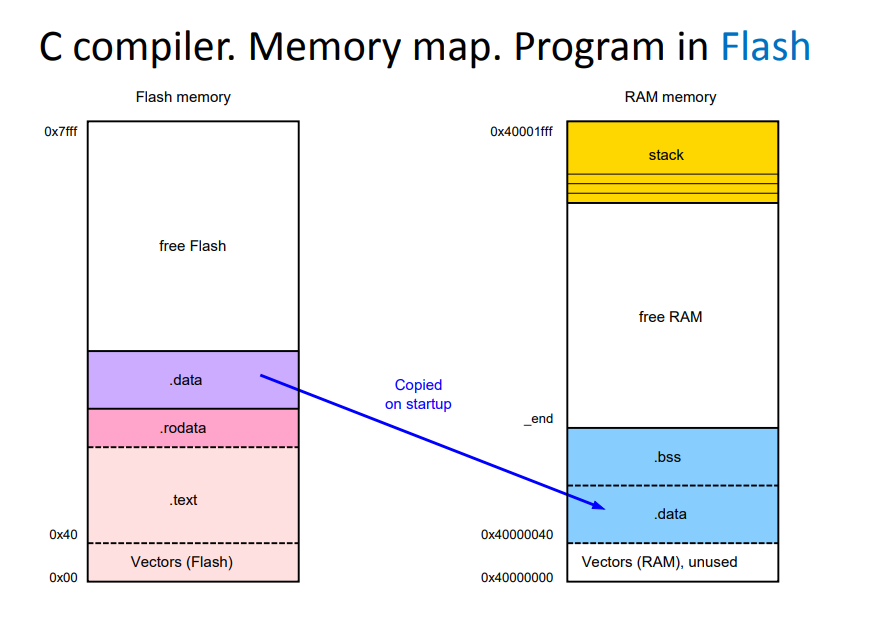 C compiler. Memory map. Program in Flash
Flash memory
0x7fff
free Flash
.data
.rodata
.text
0x40
Vectors (Flash)
0x00
Copied
on startup
RAM memory
0x40001fff
stack
free RAM
_end
.bss
.data
0x40000040
Vectors (RAM), unused
0x40000000